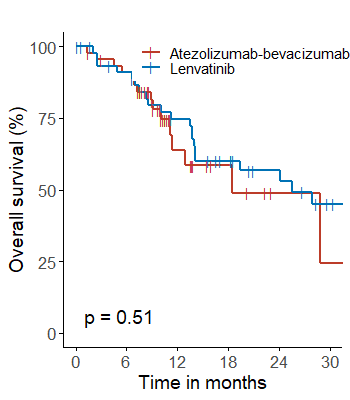 Atezolizumab-bevacizumab
Lenvatinib
Overall survival (%)
100
75
50
25
0
p = 0.51
0 6 12 18 24 30
Time in months